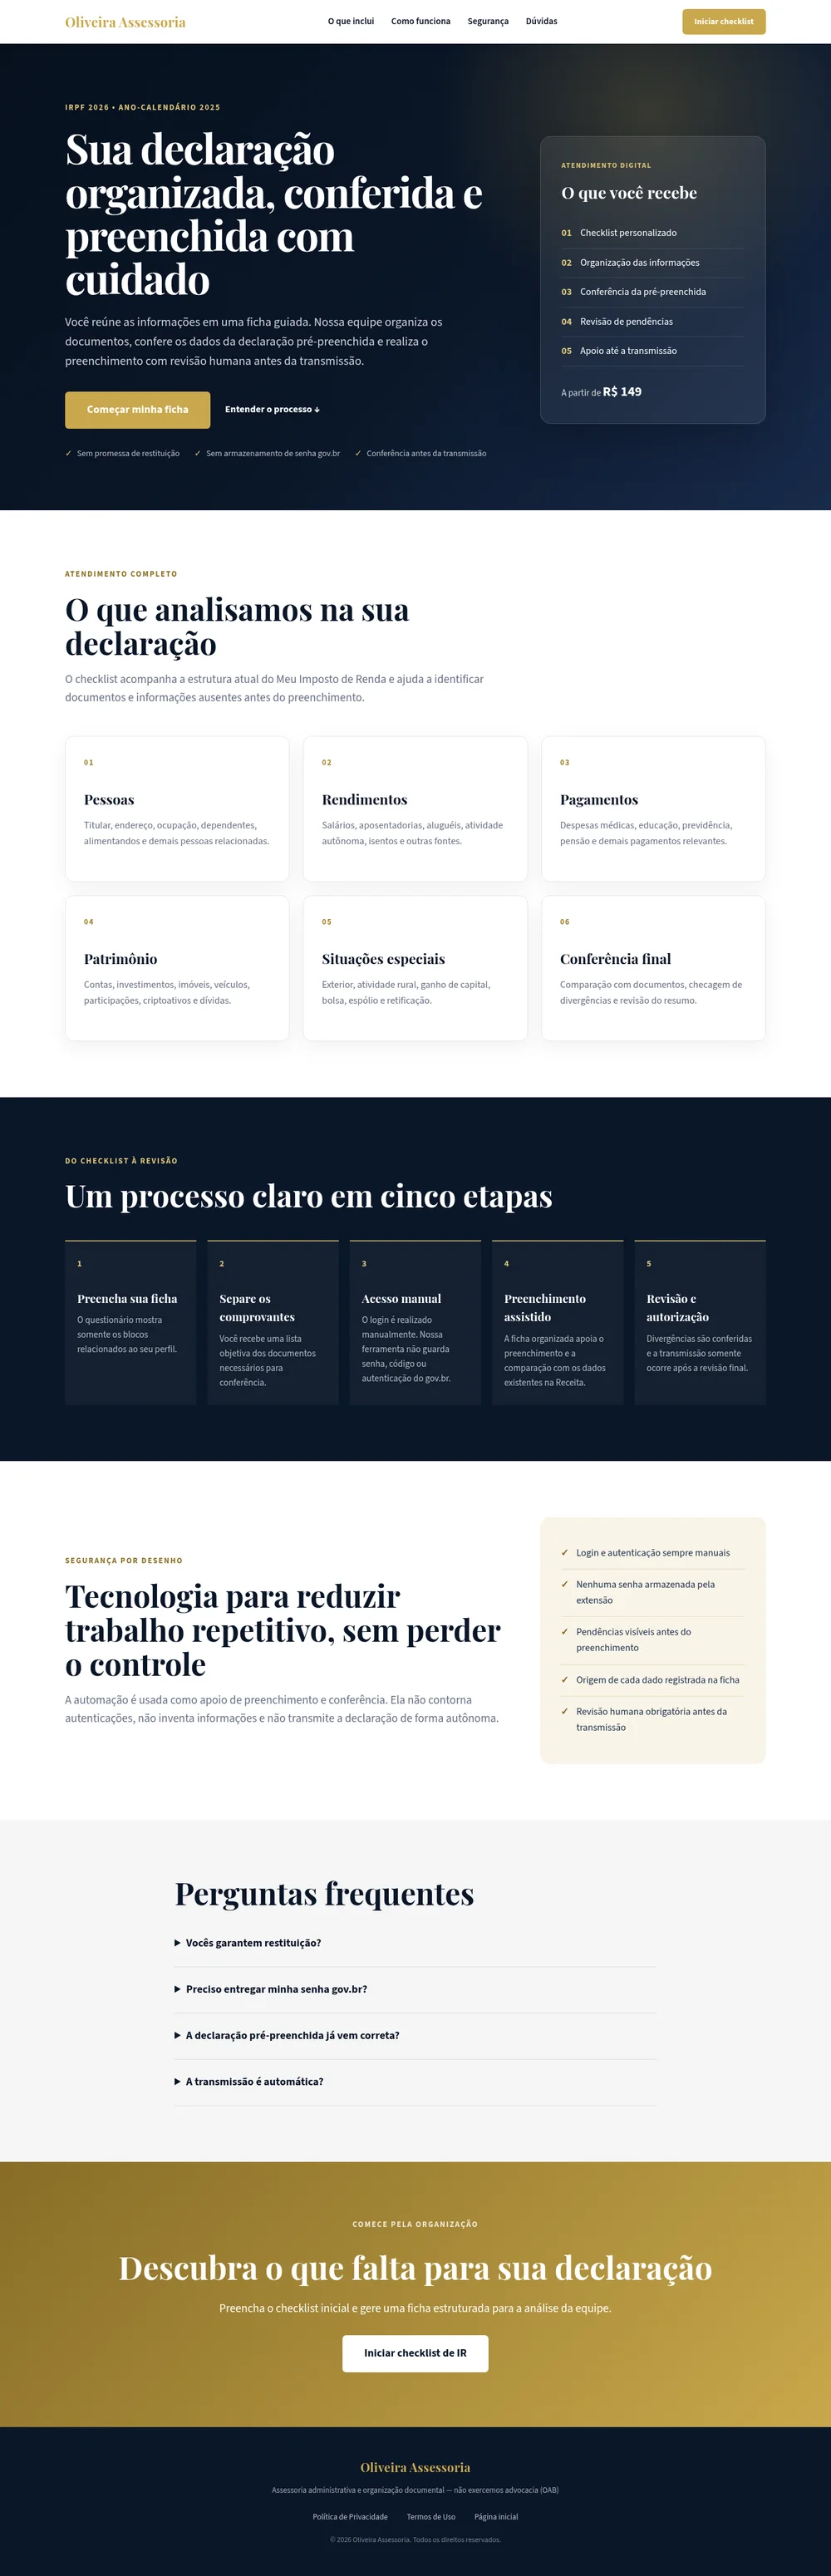 Oliveira Assessoria
O que inclui
Como funciona
Segurança
Dúvidas
Iniciar checklist
IRPF 2026 • ANO-CALENDÁRIO 2025
Sua declaração
organizada, conferida e
preenchida com
cuidado
Você reúne as informações em uma ficha guiada. Nossa equipe organiza os
documentos, confere os dados da declaração pré-preenchida e realiza o
preenchimento com revisão humana antes da transmissão.
Começar minha ficha
Entender o processo ↓
✓ Sem promessa de restituição
✓ Sem armazenamento de senha gov.br
✓ Conferência antes da transmissão
ATENDIMENTO DIGITAL
O que você recebe
01 Checklist personalizado
02 Organização das informações
03 Conferência da pré-preenchida
04 Revisão de pendências
05 Apoio até a transmissão
A partir de R$ 149
ATENDIMENTO COMPLETO
O que analisamos na sua
declaração
O checklist acompanha a estrutura atual do Meu Imposto de Renda e ajuda a identificar
documentos e informações ausentes antes do preenchimento.
01
Pessoas
Titular, endereço, ocupação, dependentes,
alimentandos e demais pessoas relacionadas.
02
Rendimentos
Salários, aposentadorias, aluguéis, atividade
autônoma, isentos e outras fontes.
03
Pagamentos
Despesas médicas, educação, previdência,
pensão e demais pagamentos relevantes.
04
Patrimônio
Contas, investimentos, imóveis, veículos,
participações, criptoativos e dívidas.
05
Situações especiais
Exterior, atividade rural, ganho de capital,
bolsa, espólio e retificação.
06
Conferência final
Comparação com documentos, checagem de
divergências e revisão do resumo.
DO CHECKLIST À REVISÃO
Um processo claro em cinco etapas
1
Preencha sua ficha
O questionário mostra
somente os blocos
relacionados ao seu perfil.
2
Separe os
comprovantes
Você recebe uma lista
objetiva dos documentos
necessários para
conferência.
3
Acesso manual
O login é realizado
manualmente. Nossa
ferramenta não guarda
senha, código ou
autenticação do gov.br.
4
Preenchimento
assistido
A ficha organizada apoia o
preenchimento e a
comparação com os dados
existentes na Receita.
5
Revisão e
autorização
Divergências são conferidas
e a transmissão somente
ocorre após a revisão final.
SEGURANÇA POR DESENHO
Tecnologia para reduzir
trabalho repetitivo, sem perder
o controle
A automação é usada como apoio de preenchimento e conferência. Ela não contorna
autenticações, não inventa informações e não transmite a declaração de forma autônoma.
✓ Login e autenticação sempre manuais
✓ Nenhuma senha armazenada pela
extensão
✓ Pendências visíveis antes do
preenchimento
✓ Origem de cada dado registrada na ficha
✓ Revisão humana obrigatória antes da
transmissão
Perguntas frequentes
▶ Vocês garantem restituição?
▶ Preciso entregar minha senha gov.br?
▶ A declaração pré-preenchida já vem correta?
▶ A transmissão é automática?
COMECE PELA ORGANIZAÇÃO
Descubra o que falta para sua declaração
Preencha o checklist inicial e gere uma ficha estruturada para a análise da equipe.
Iniciar checklist de IR
Oliveira Assessoria
Assessoria administrativa e organização documental — não exercemos advocacia (OAB)
Política de Privacidade
Termos de Uso
Página inicial
© 2026 Oliveira Assessoria. Todos os direitos reservados.